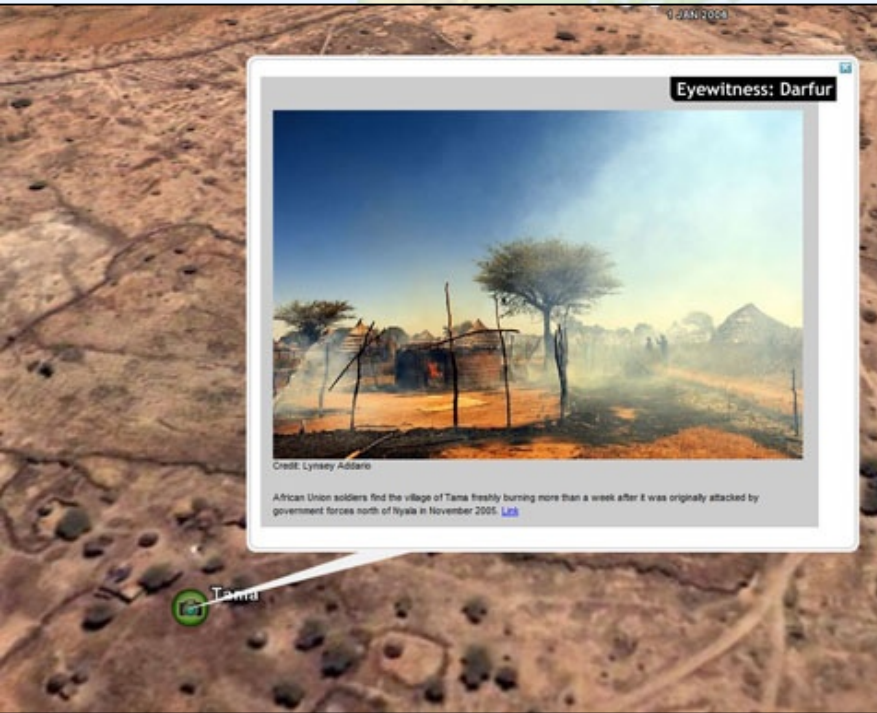 1 JAN 2006
Eyewitness: Darfur
Credit: Lynsey Addario
African Union soldiers find the village of Tama freshly burning more than a week after it was originally attacked by
government forces north of Nyala in November 2005. Link
Tama